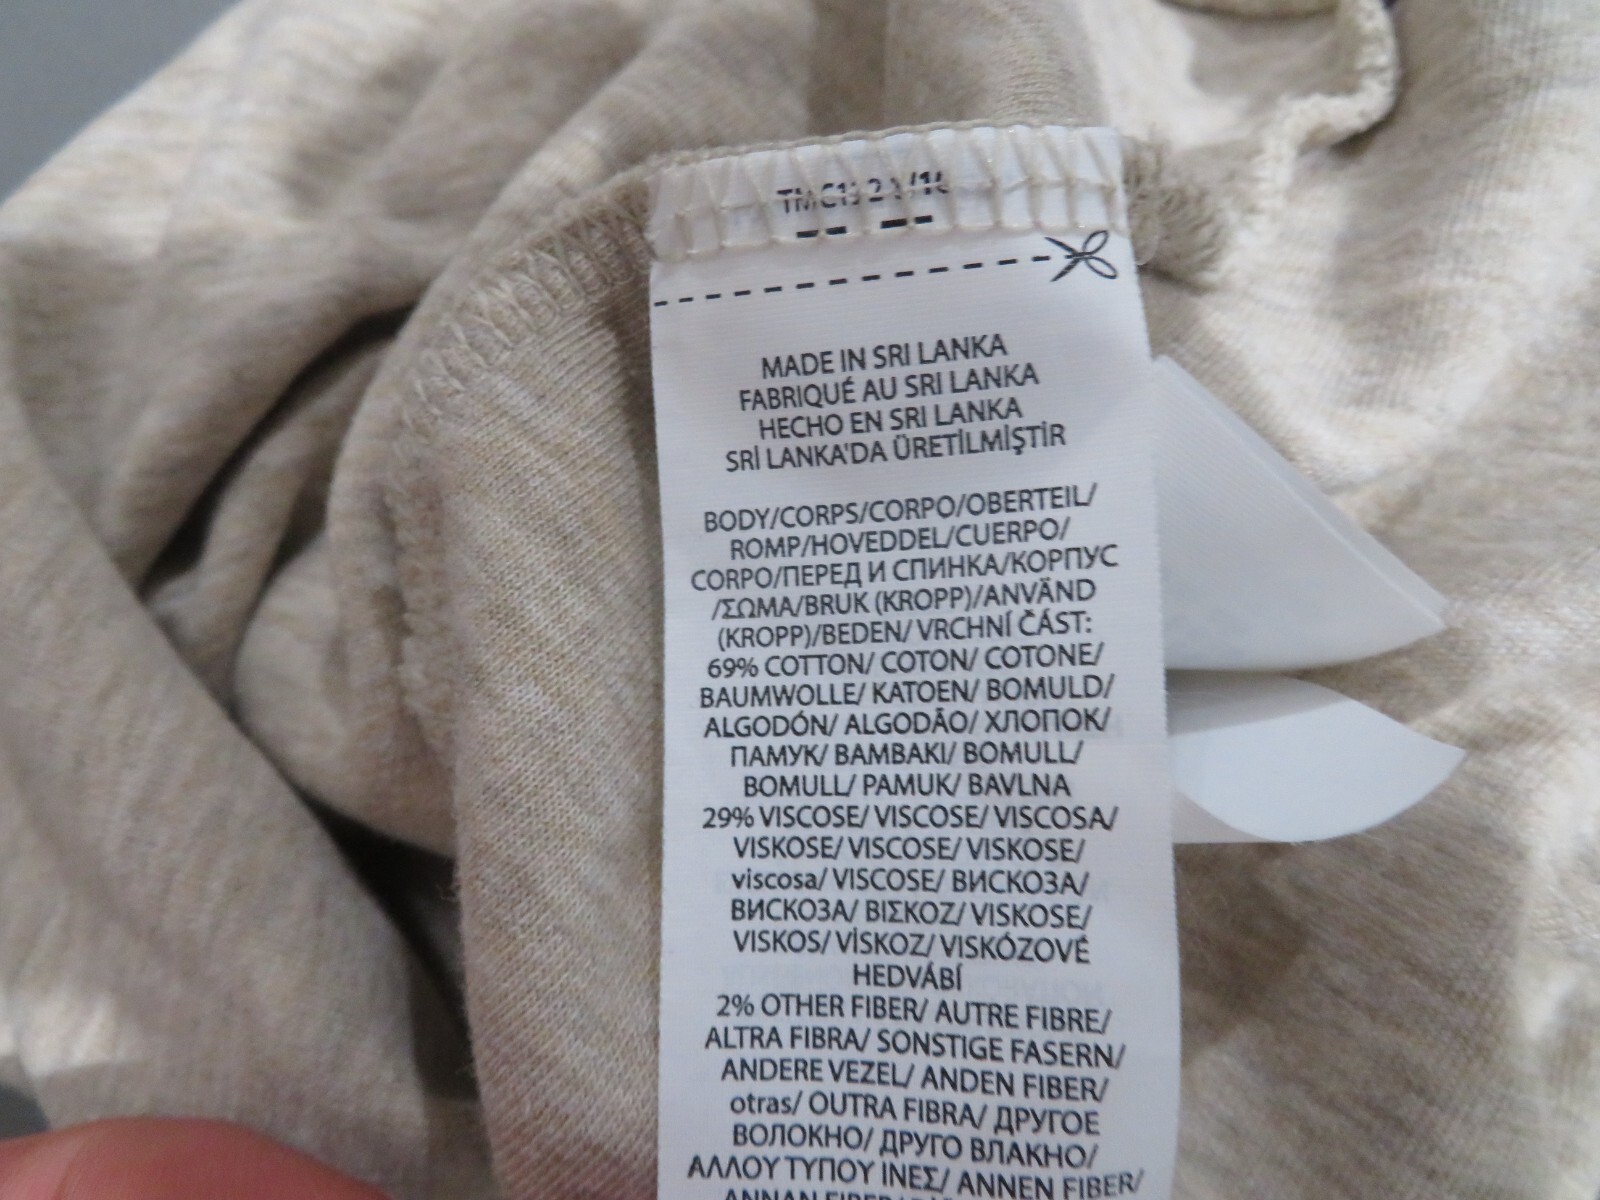 MADE IN SRI LANKA
FABRIQUÉ AU SRI LANKA
HECHO EN SRI LANKA
SRİ LANKA'DA ÜRETİLMİŞTİR
BODY/CORPS/CORPO/OBERTEIL/
ROMP/HOVEDDEL/CUERPO/
CORPO/ПЕРЕД И СПИНКА/КОРПУС
/ΣΩΜΑ/BRUK (KROPP)/ANVÄND
(KROPP)/BEDEN/ VRCHNÍ ČÁST:
69% COTTON/ COTON/ COTONE/
BAUMWOLLE/ KATOEN/ BOMULD/
ALGODÓN/ ALGODÃO/ ХЛОПОК/
ПАМУК/ BAMBAKI/ BOMULL/
BOMULL/ PAMUK/ BAVLNA
29% VISCOSE/ VISCOSE/ VISCOSA/
VISKOSE/ VISCOSE/ VISKOSE/
viscosa/ VISCOSE/ ВИСКОЗА/
ВИСКОЗА/ ΒΙΣΚΟΖ/ VISKOSE/
VISKOS/ VİSKOZ/ VISKÓZOVÉ
HEDVÁBÍ
2% OTHER FIBER/ AUTRE FIBRE/
ALTRA FIBRA/ SONSTIGE FASERN/
ANDERE VEZEL/ ANDEN FIBER/
otras/ OUTRA FIBRA/ ДРУГОЕ
ВОЛОКНО/ ДРУГО ВЛАКНО/
ΑΛΛΟΥ ΤΥΠΟΥ ΙΝΕΣ/ ANNEN FIBER/
ANNAN